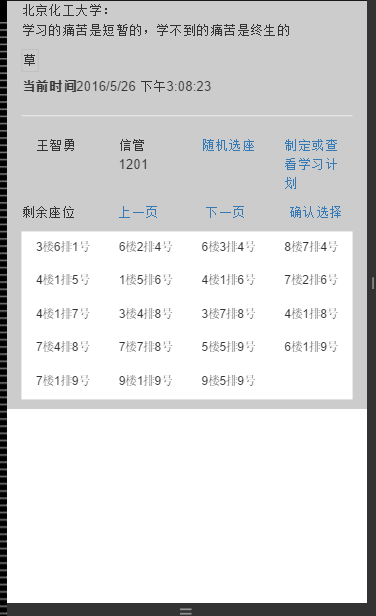 北京化工大学:
学习的痛苦是短暂的，学不到的痛苦是终生的
草
当前时间2016/5/26 下午3:08:23
王智勇 信管1201 随机选座 制定或查看学习计划
剩余座位 上一页 下一页 确认选择
3楼6排1号 6楼2排4号 6楼3排4号 8楼7排4号
4楼1排5号 1楼5排6号 4楼1排6号 7楼2排6号
4楼1排7号 3楼4排8号 3楼7排8号 4楼1排8号
7楼4排8号 7楼7排8号 5楼5排9号 6楼1排9号
7楼1排9号 9楼1排9号 9楼5排9号